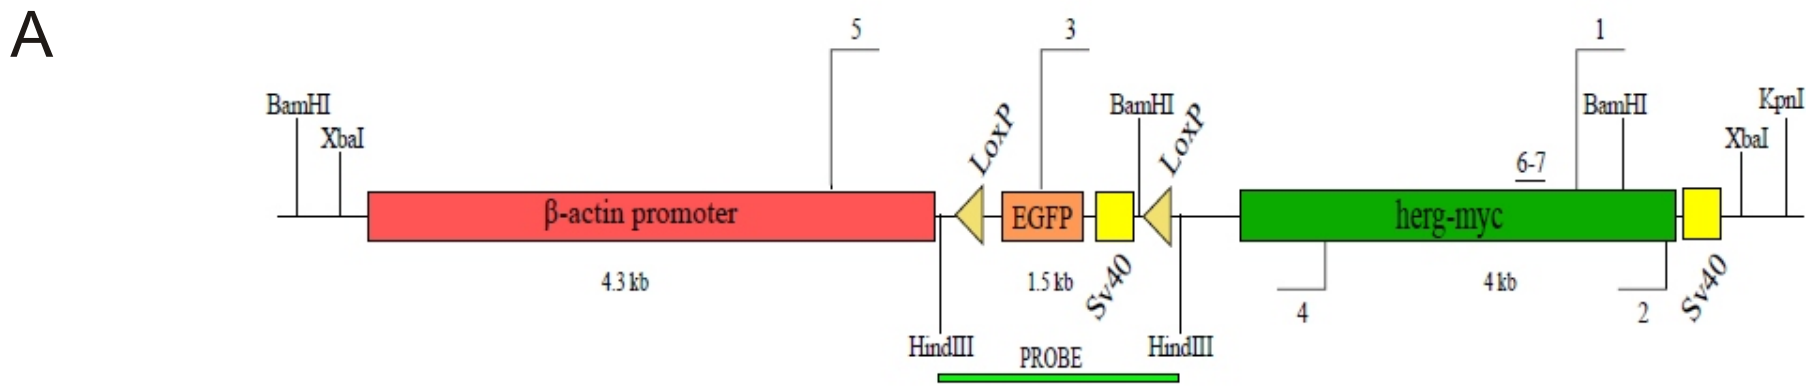 A
5
3
1
BamHI
XbaI
LoxP
BamHI
LoxP
BamHI
KpnI
XbaI
6-7
β-actin promoter
EGFP
herg-myc
4.3 kb
1.5 kb
Sv40
4 kb
Sv40
4
2
HindIII
PROBE
HindIII